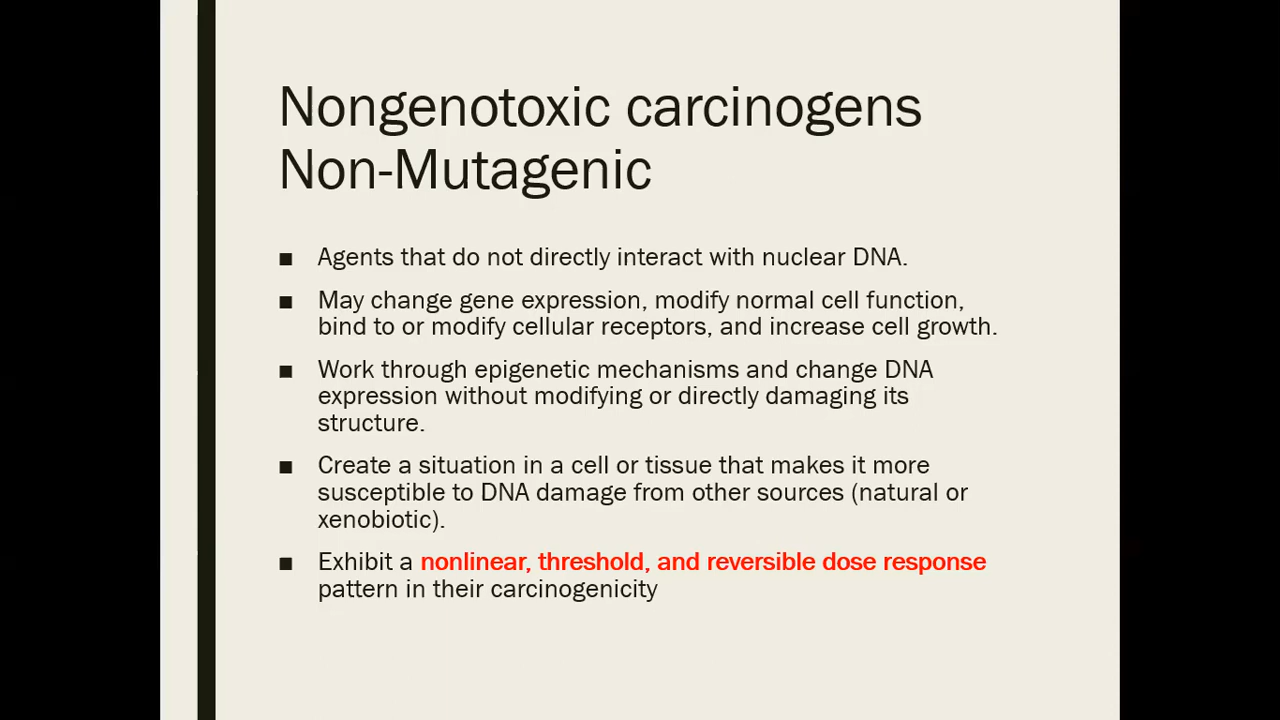 Nongenotoxic carcinogens
Non-Mutagenic
■ Agents that do not directly interact with nuclear DNA.
■ May change gene expression, modify normal cell function,
bind to or modify cellular receptors, and increase cell growth.
■ Work through epigenetic mechanisms and change DNA
expression without modifying or directly damaging its
structure.
■ Create a situation in a cell or tissue that makes it more
susceptible to DNA damage from other sources (natural or
xenobiotic).
■ Exhibit a nonlinear, threshold, and reversible dose response
pattern in their carcinogenicity